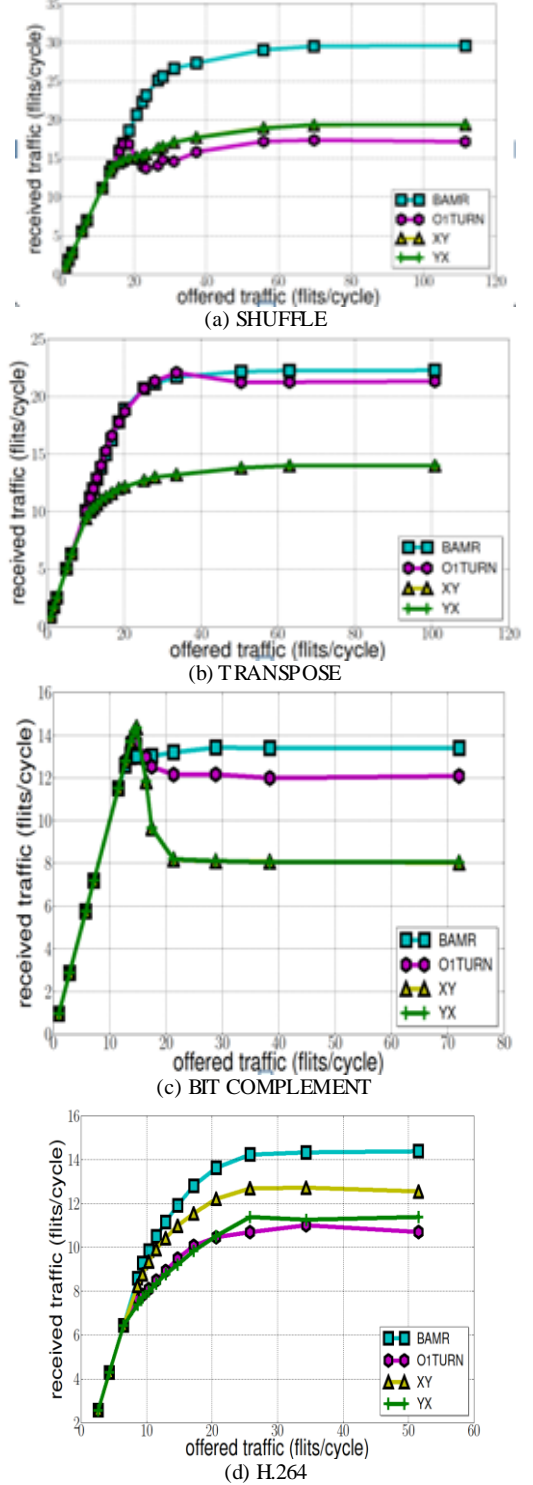 35
30
25
20
15
10
5
0
received traffic (flits/cycle)
BAMR
O1TURN
XY
YX
0 20 40 60 80 100 120
offered traffic (flits/cycle)
(a) SHUFFLE
25
20
15
10
5
0
received traffic (flits/cycle)
BAMR
O1TURN
XY
YX
20 40 60 80 100 120
offered traffic (flits/cycle)
(b) TRANSPOSE
16
14
12
10
8
6
4
2
0
received traffic (flits/cycle)
BAMR
O1TURN
XY
YX
0 10 20 30 40 50 60 70 80
offered traffic (flits/cycle)
(c) BIT COMPLEMENT
16
14
12
10
8
6
4
2
received traffic (flits/cycle)
BAMR
O1TURN
XY
YX
0 10 20 30 40 50 60
offered traffic (flits/cycle)
(d) H.264